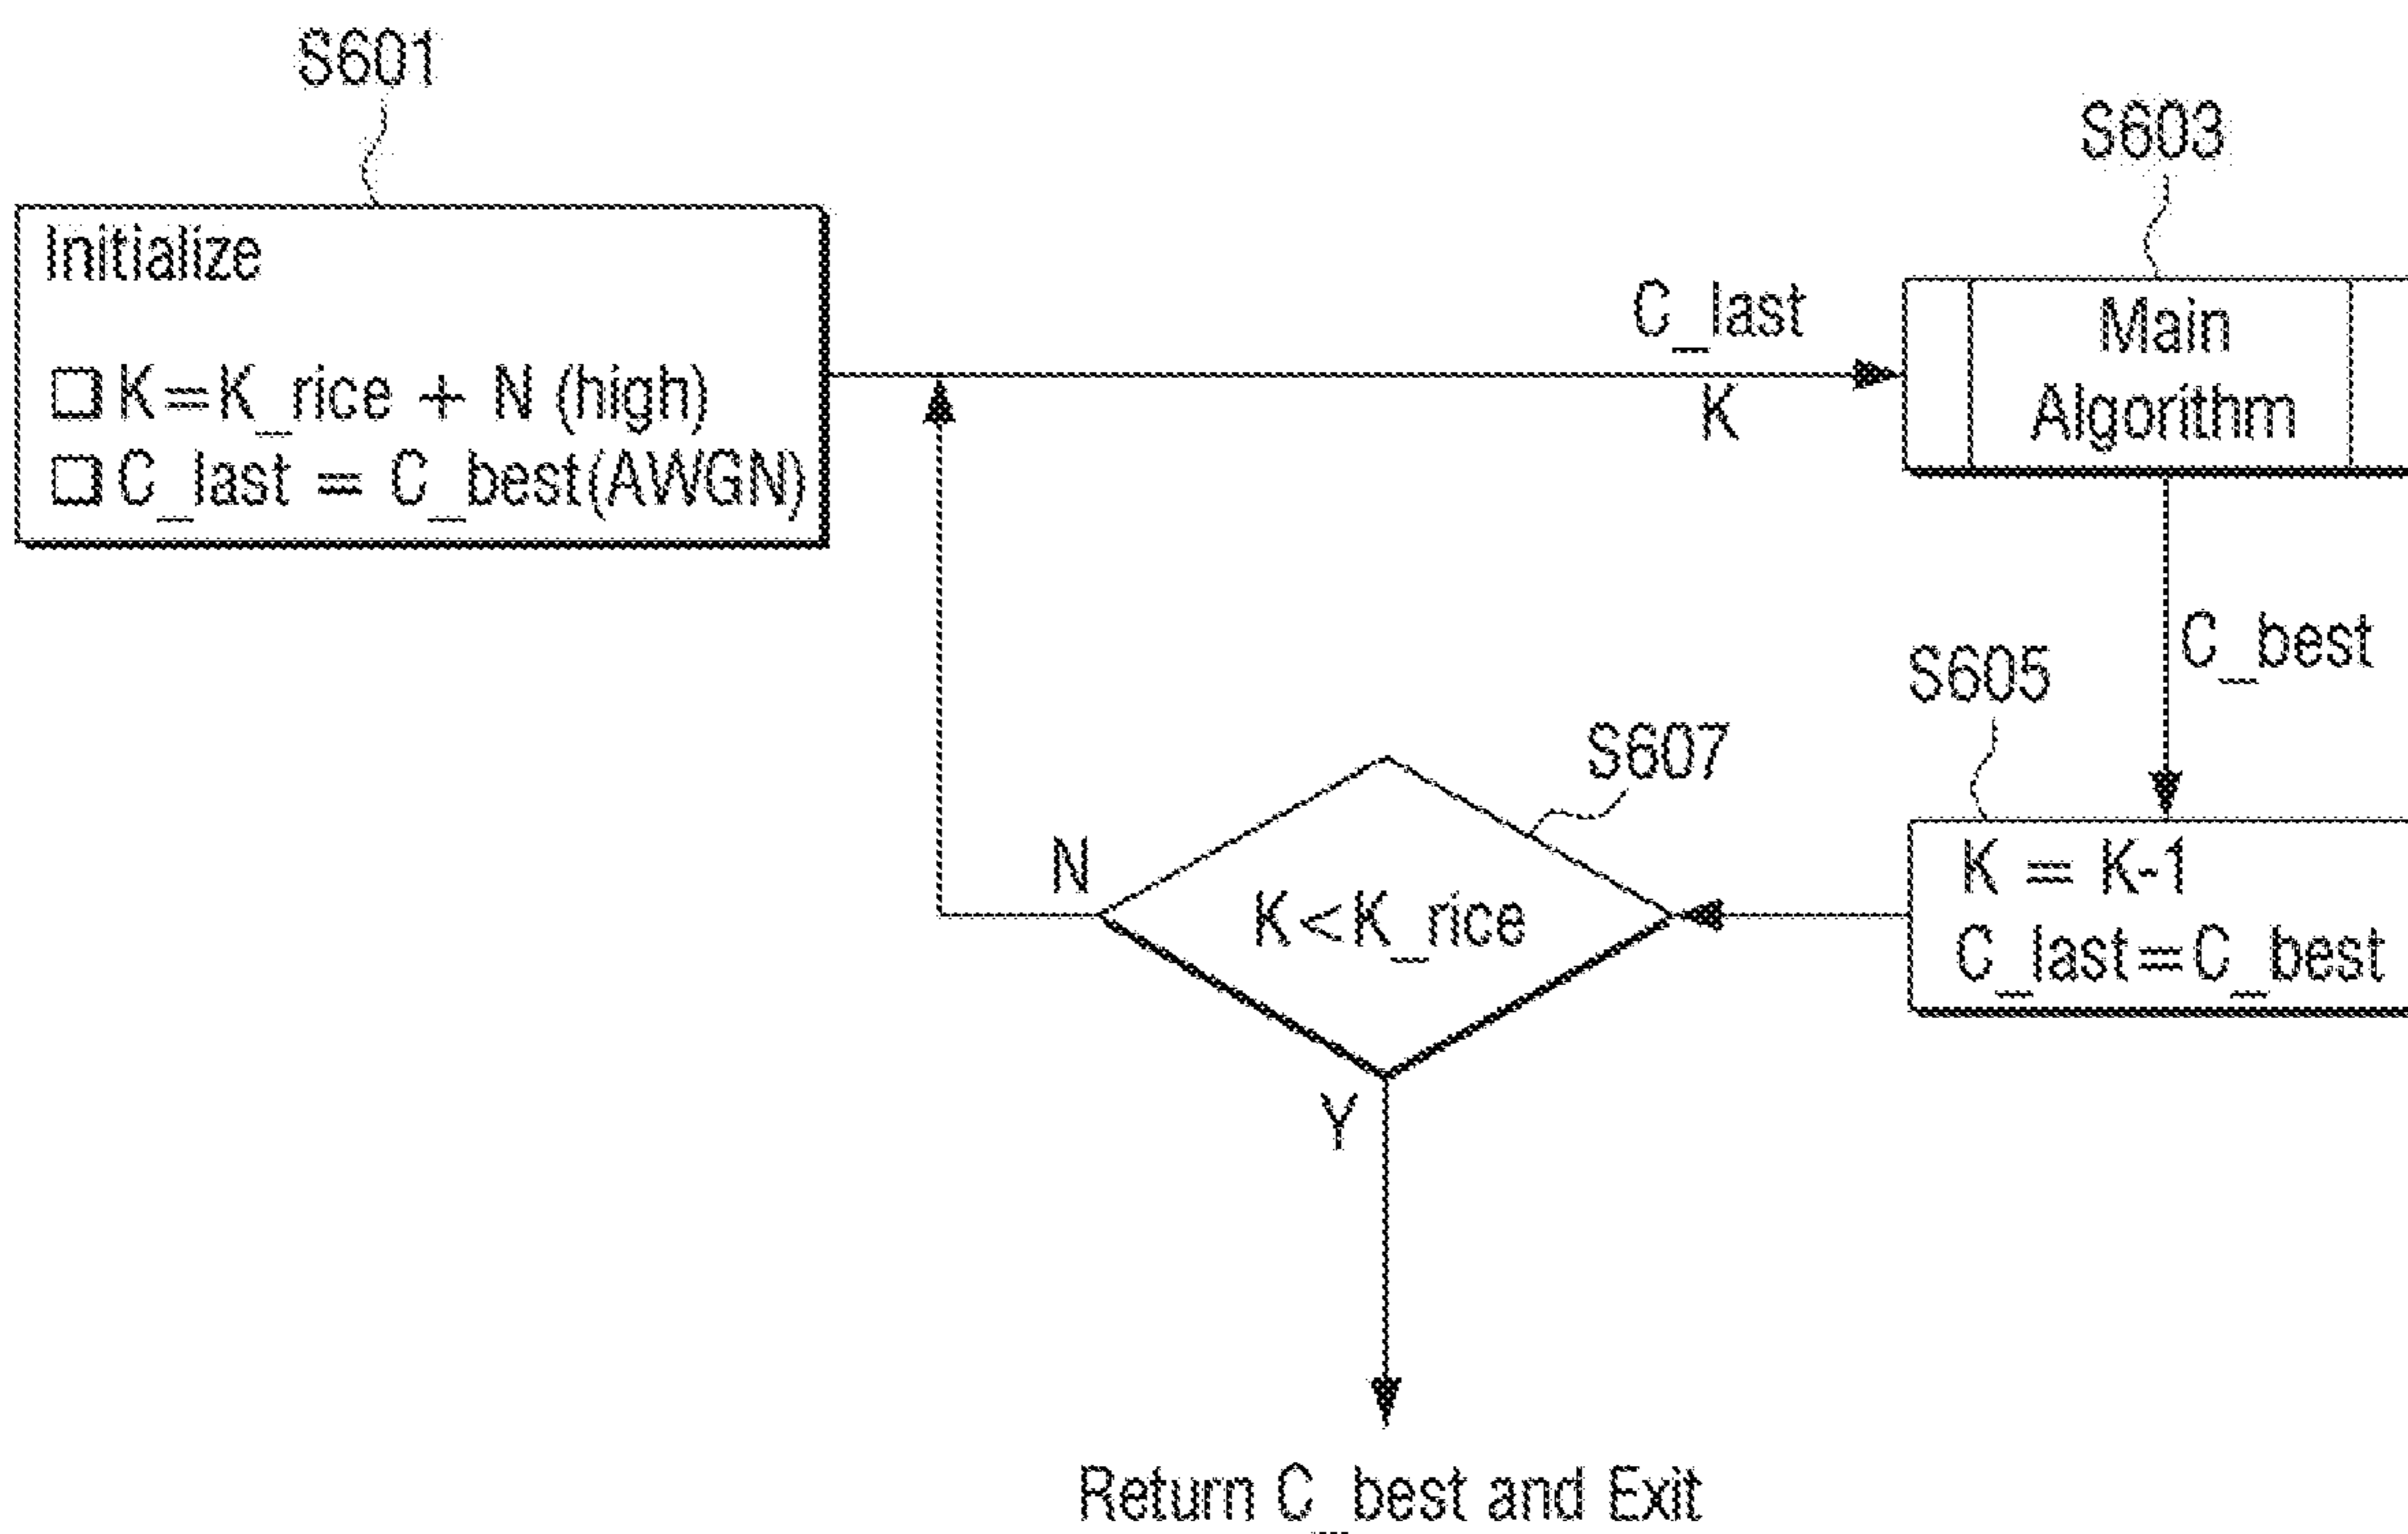 S601
Initialize
K=K_rice + N (high)
C_last = C_best(AWGN)
C_last
K
S603
Main
Algorithm
C_best
S605
K = K-1
C_last=C_best
S607
K<K_rice
N
Y
Return C_best and Exit